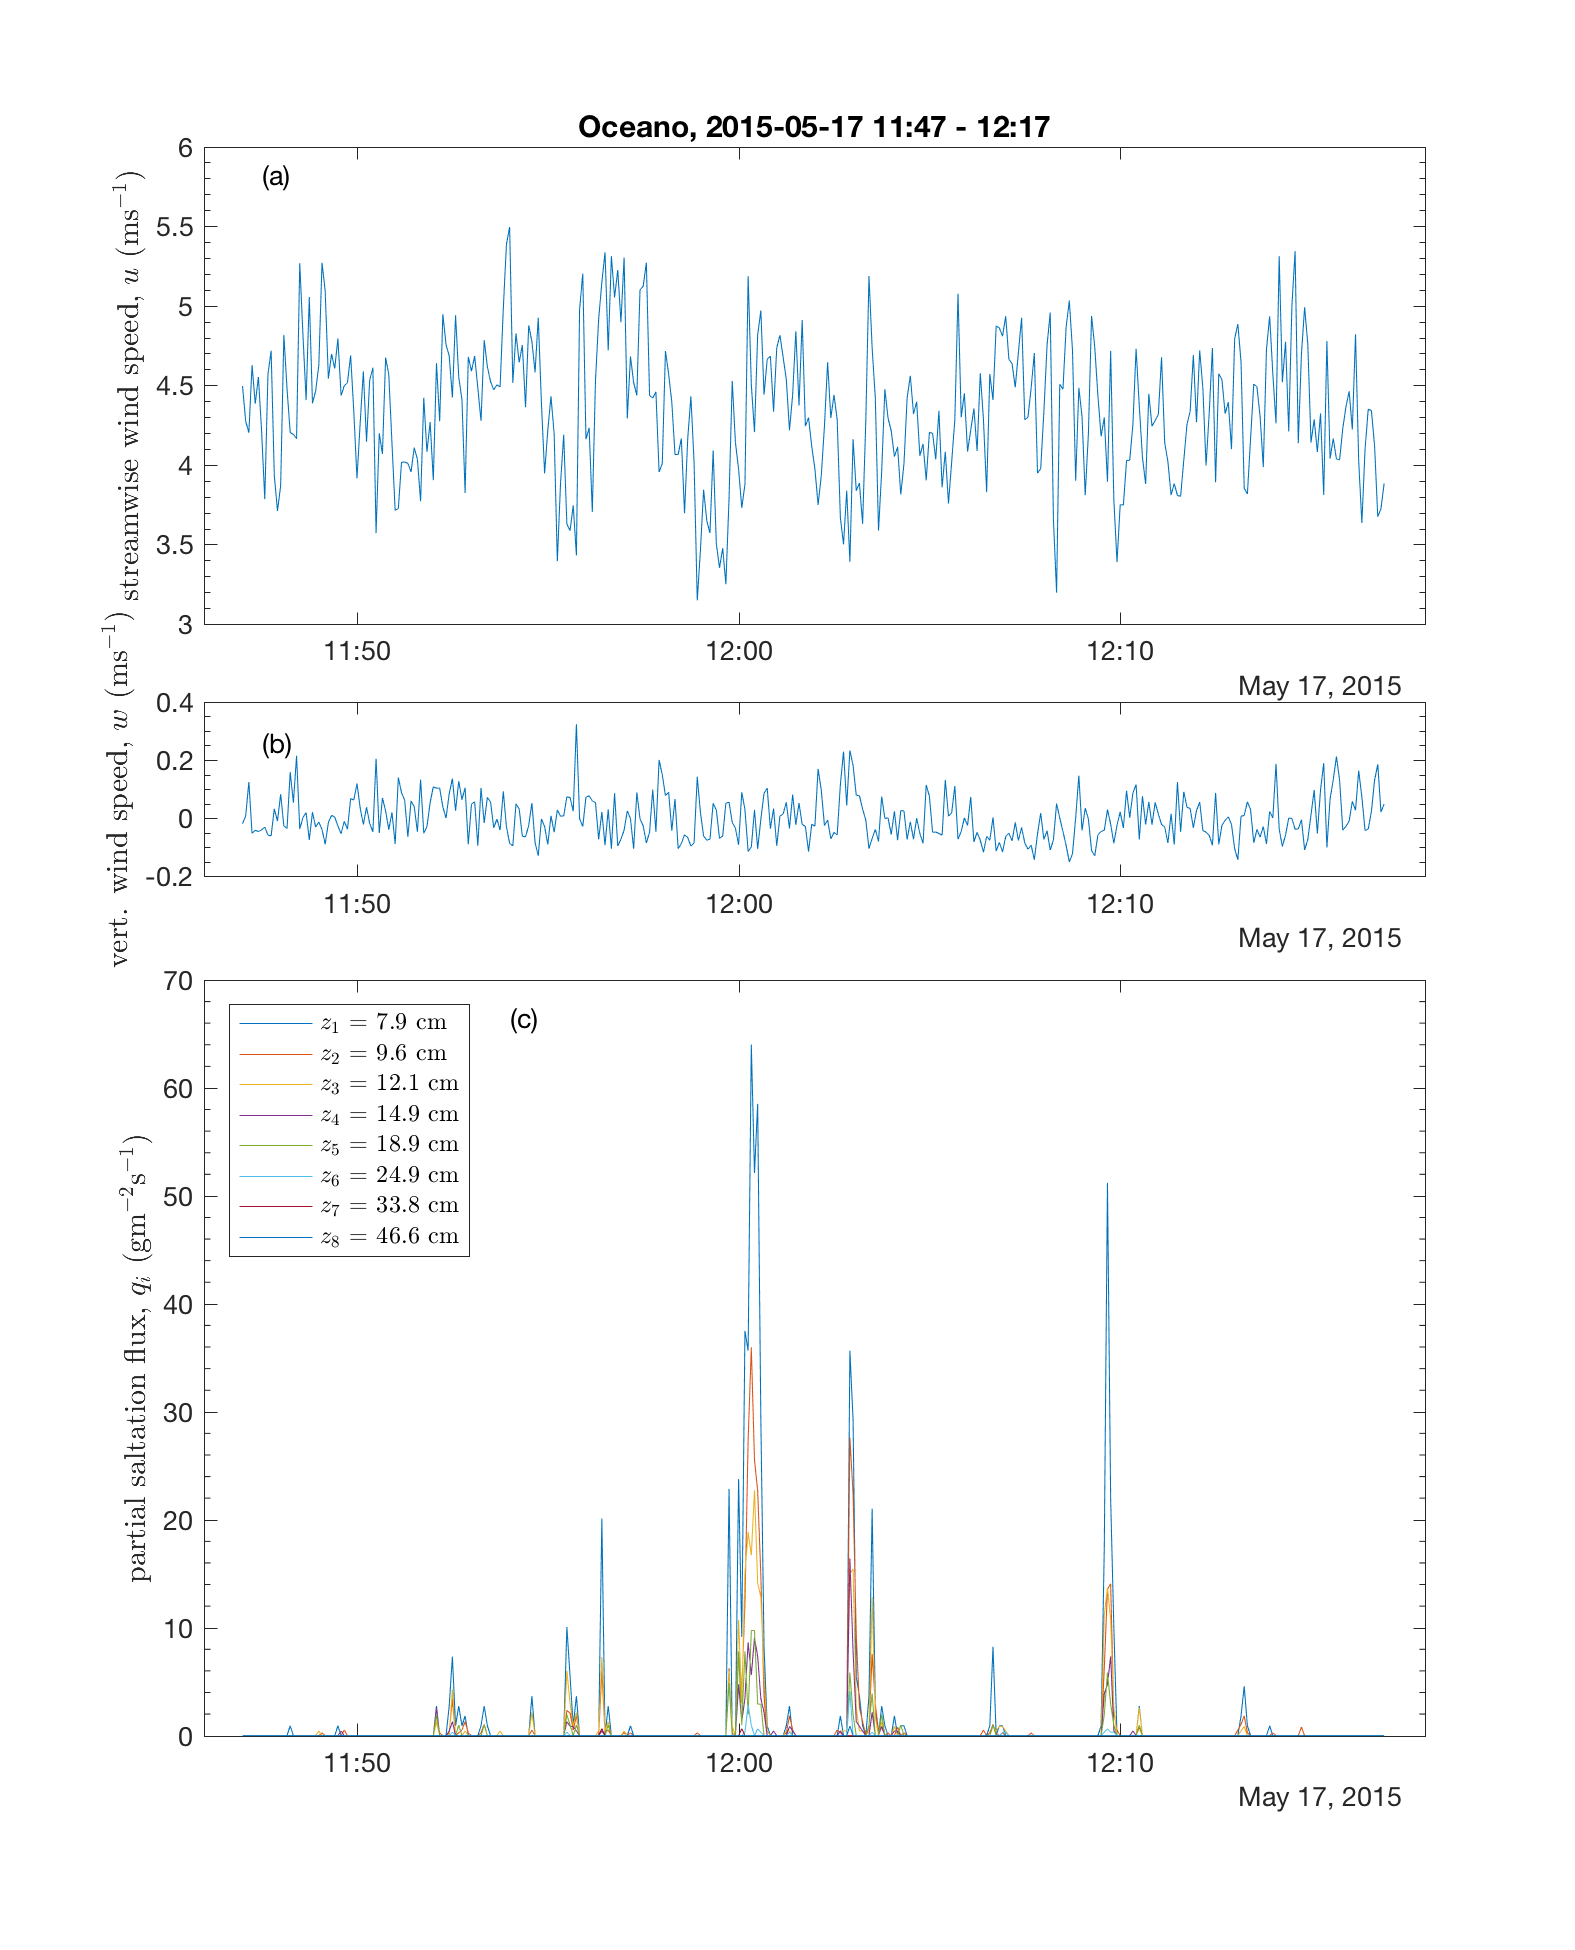 Oceano, 2015-05-17 11:47 - 12:17
(a)
streamwise wind speed, u (ms⁻¹)
6
5.5
5
4.5
4
3.5
3
11:50 12:00 12:10
May 17, 2015
(b)
vert. wind speed, w (ms⁻¹)
0.4
0.2
0
-0.2
11:50 12:00 12:10
May 17, 2015
(c)
partial saltation flux, qᵢ (gm⁻²s⁻¹)
70
60
50
40
30
20
10
0
z₁ = 7.9 cm
z₂ = 9.6 cm
z₃ = 12.1 cm
z₄ = 14.9 cm
z₅ = 18.9 cm
z₆ = 24.9 cm
z₇ = 33.8 cm
z₈ = 46.6 cm
11:50 12:00 12:10
May 17, 2015